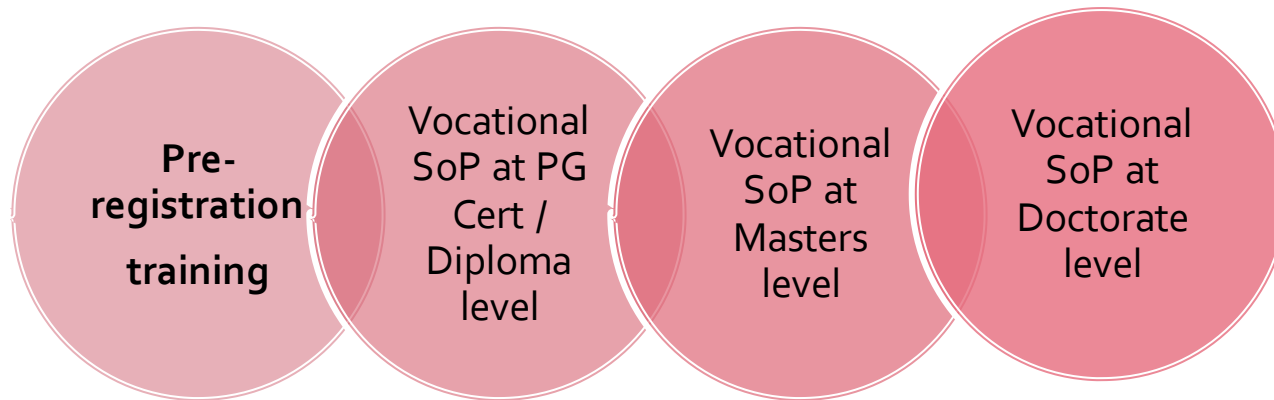 Pre-
registration
training
Vocational
SoP at PG
Cert /
Diploma
level
Vocational
SoP at
Masters
level
Vocational
SoP at
Doctorate
level